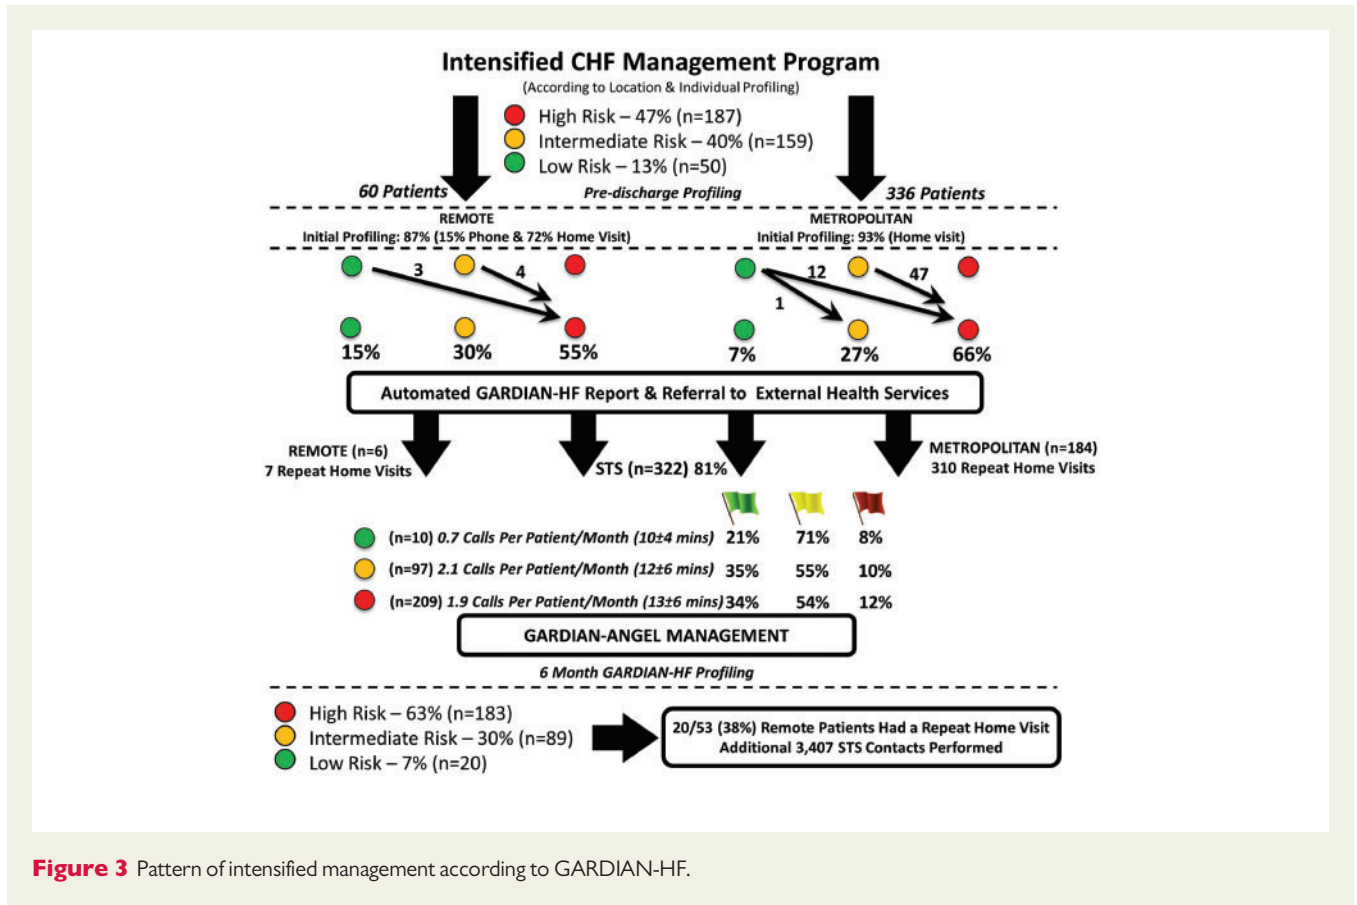 Intensified CHF Management Program
(According to Location & Individual Profiling)
High Risk – 47% (n=187)
Intermediate Risk – 40% (n=159)
Low Risk – 13% (n=50)
60 Patients
Pre-discharge Profiling
336 Patients
REMOTE
Initial Profiling: 87% (15% Phone & 72% Home Visit)
METROPOLITAN
Initial Profiling: 93% (Home visit)
3
4
12
47
1
15%
30%
55%
7%
27%
66%
Automated GARDIAN-HF Report & Referral to External Health Services
REMOTE (n=6)
7 Repeat Home Visits
STS (n=322) 81%
METROPOLITAN (n=184)
310 Repeat Home Visits
(n=10) 0.7 Calls Per Patient/Month (10±4 mins) 21% 71% 8%
(n=97) 2.1 Calls Per Patient/Month (12±6 mins) 35% 55% 10%
(n=209) 1.9 Calls Per Patient/Month (13±6 mins) 34% 54% 12%
GARDIAN-ANGEL MANAGEMENT
6 Month GARDIAN-HF Profiling
High Risk – 63% (n=183)
Intermediate Risk – 30% (n=89)
Low Risk – 7% (n=20)
20/53 (38%) Remote Patients Had a Repeat Home Visit
Additional 3,407 STS Contacts Performed
Figure 3 Pattern of intensified management according to GARDIAN-HF.